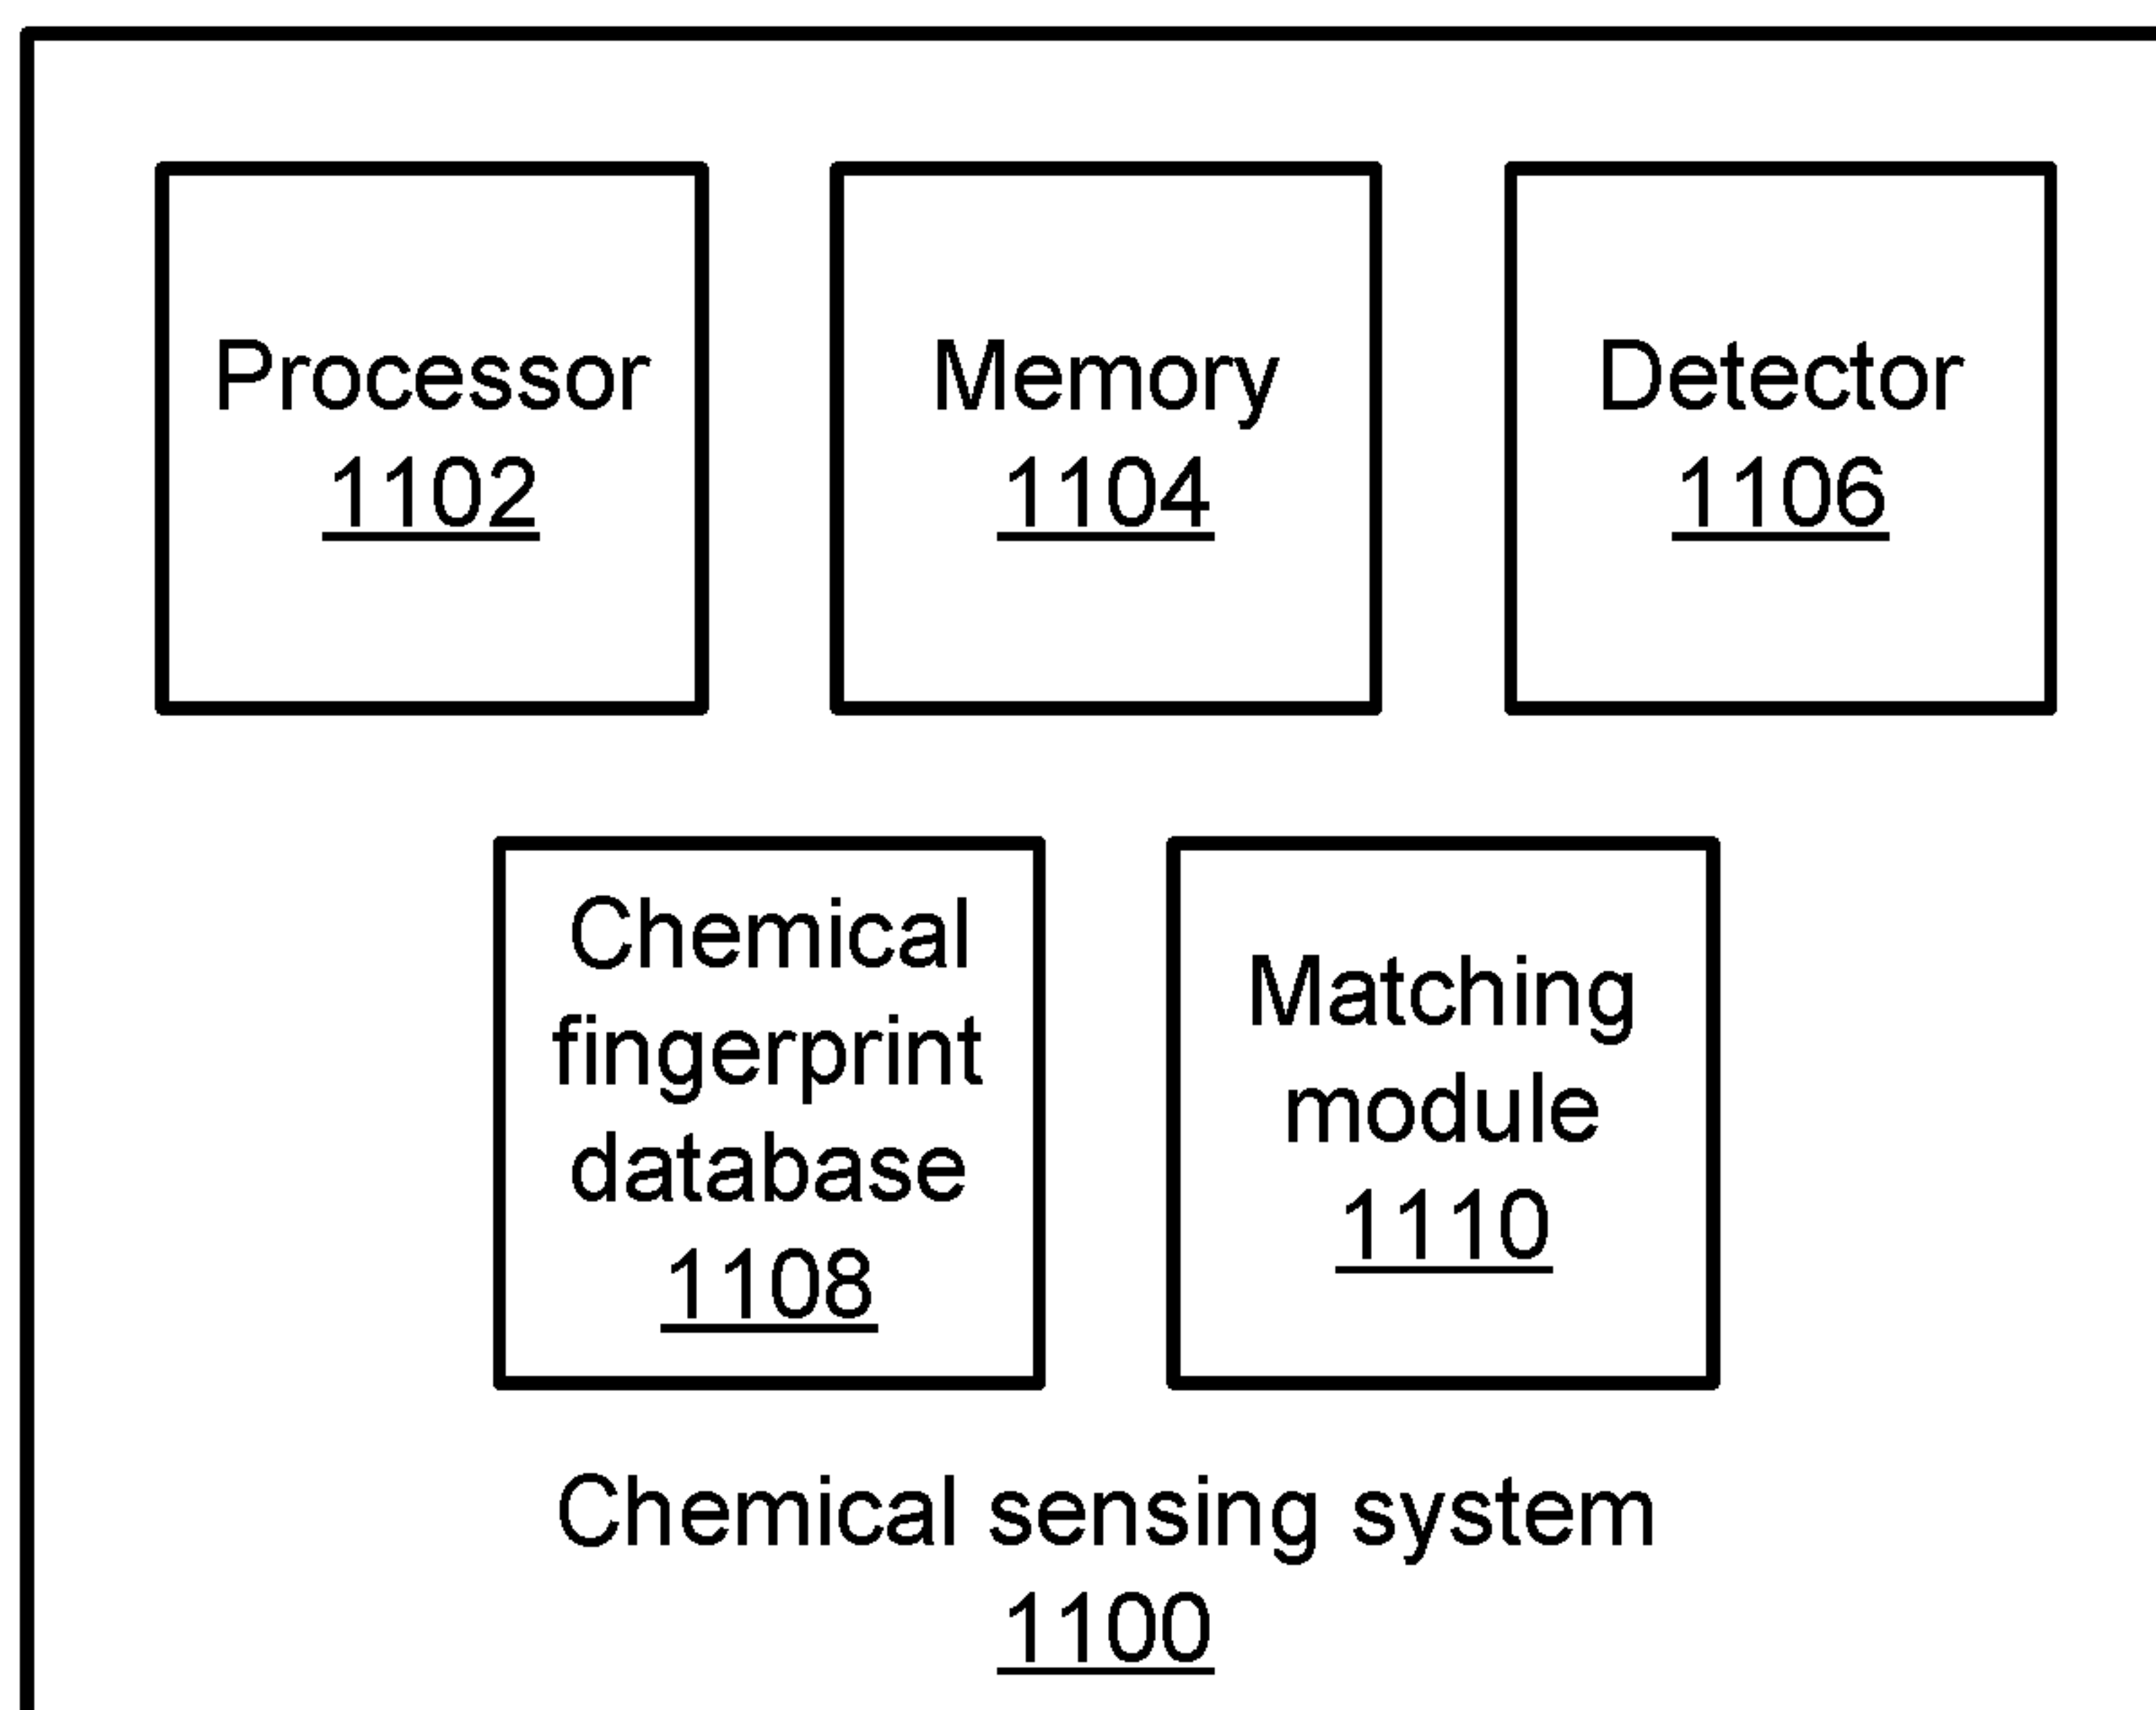 Processor
1102
Memory
1104
Detector
1106
Chemical
fingerprint
database
1108
Matching
module
1110
Chemical sensing system
1100